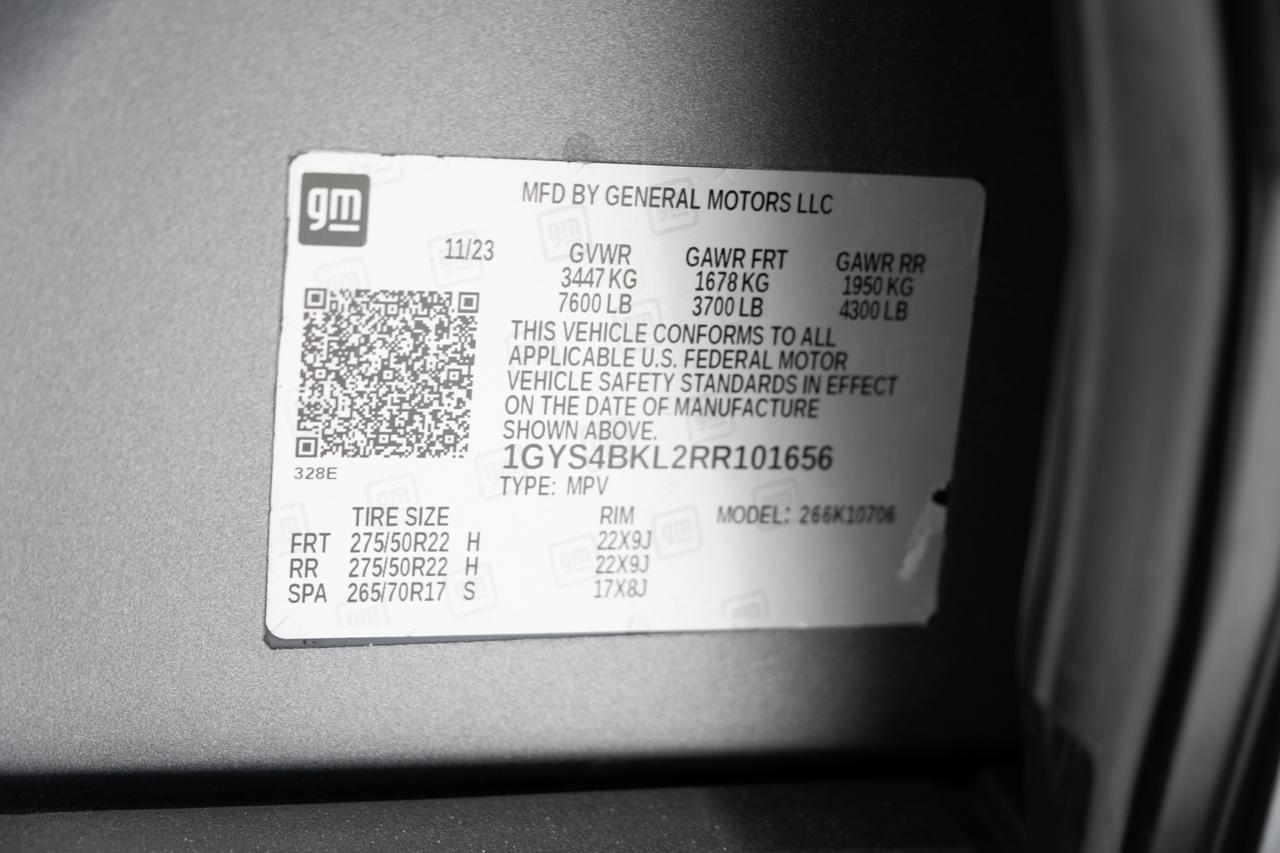 gm
MFD BY GENERAL MOTORS LLC
11/23 GVWR GAWR FRT GAWR RR
3447 KG 1678 KG 1950 KG
7600 LB 3700 LB 4300 LB
THIS VEHICLE CONFORMS TO ALL
APPLICABLE U.S. FEDERAL MOTOR
VEHICLE SAFETY STANDARDS IN EFFECT
ON THE DATE OF MANUFACTURE
SHOWN ABOVE.
1GYS4BKL2RR101656
328E
TYPE: MPV
TIRE SIZE RIM MODEL: 266K10706
FRT 275/50R22 H 22X9J
RR 275/50R22 H 22X9J
SPA 265/70R17 S 17X8J